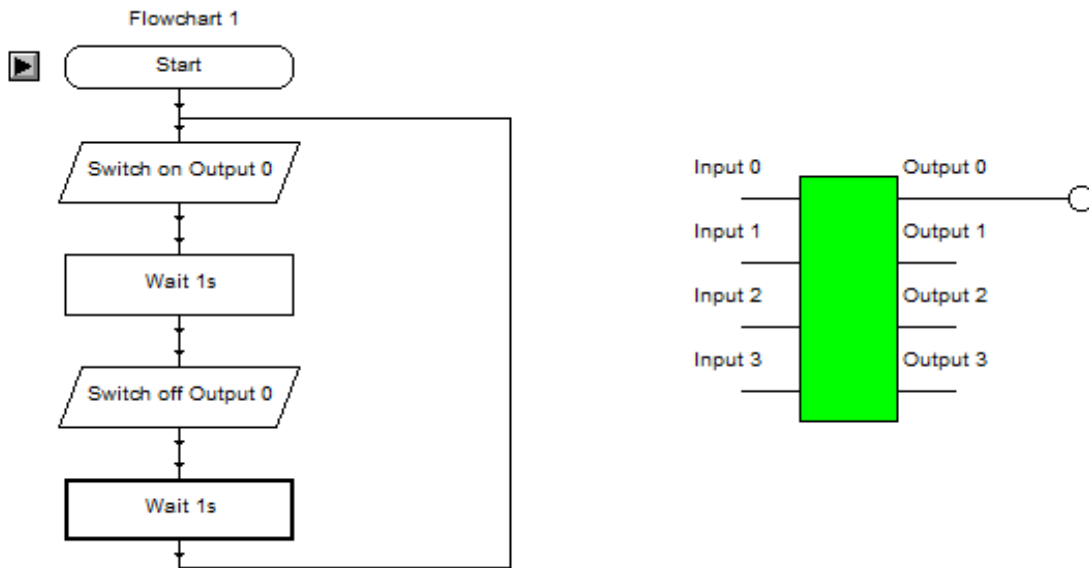 Flowchart 1
Start
Switch on Output 0
Wait 1s
Switch off Output 0
Wait 1s
Input 0
Output 0
Input 1
Output 1
Input 2
Output 2
Input 3
Output 3